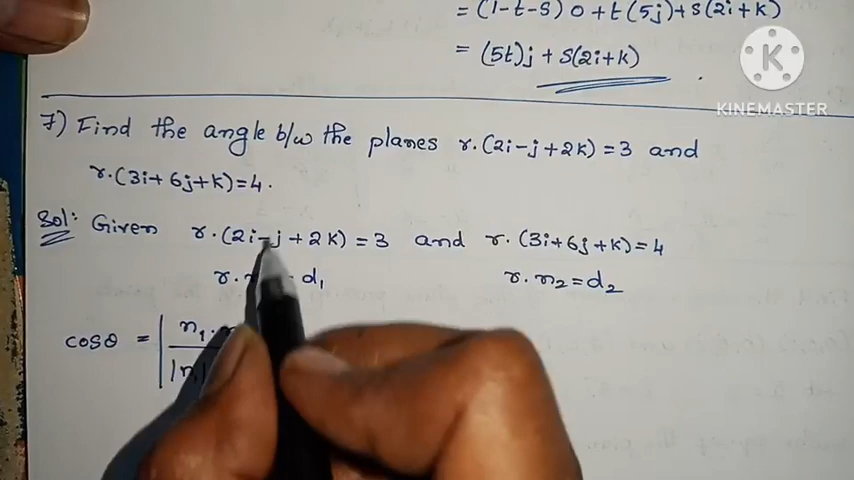 = (1-t-s) 0 + t(5j) + s(2i+k)
= (5t)j + s(2i+k)
KINEMASTER
7) Find the angle b/w the planes r.(2i-j+2k)=3 and
r.(3i+6j+k)=4.
Sol: Given r.(2i-j+2k)=3 and r.(3i+6j+k)=4
r. d₁ r.n₂=d₂
cosθ = | n₁.
|n